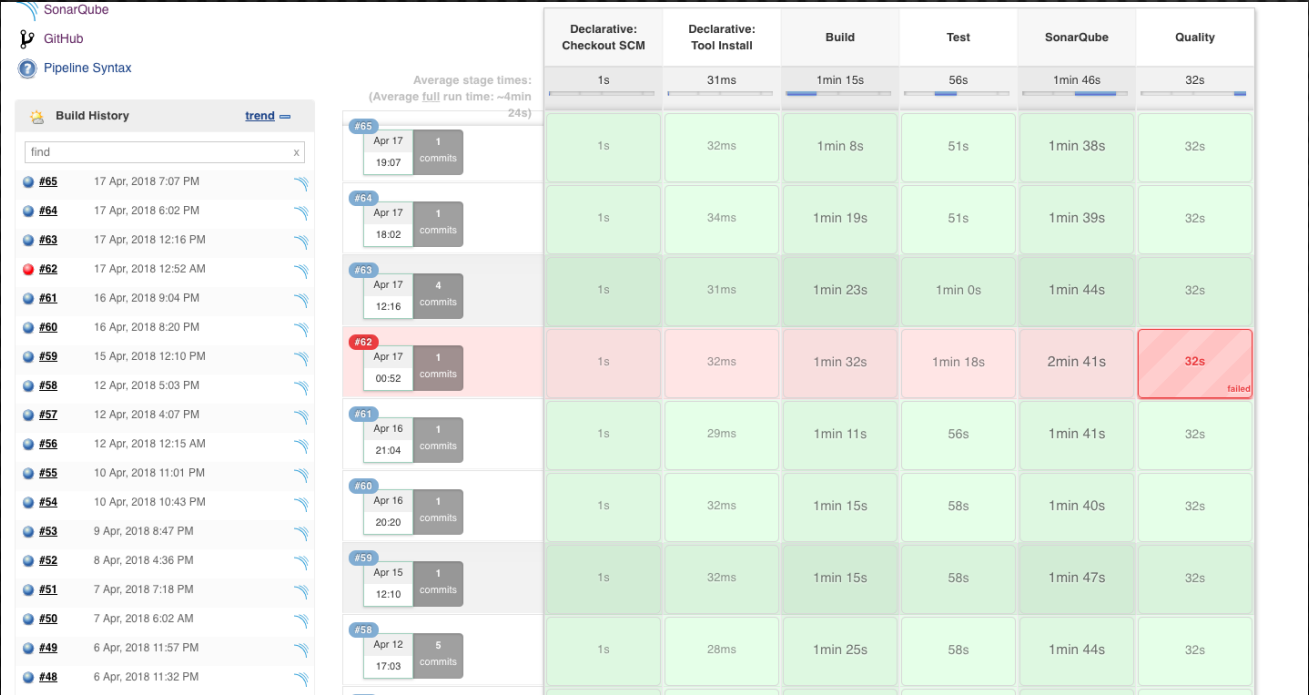 SonarQube
GitHub
Pipeline Syntax
Build History trend
find x
#65 17 Apr, 2018 7:07 PM
#64 17 Apr, 2018 6:02 PM
#63 17 Apr, 2018 12:16 PM
#62 17 Apr, 2018 12:52 AM
#61 16 Apr, 2018 9:04 PM
#60 16 Apr, 2018 8:20 PM
#59 15 Apr, 2018 12:10 PM
#58 12 Apr, 2018 5:03 PM
#57 12 Apr, 2018 4:07 PM
#56 12 Apr, 2018 12:15 AM
#55 10 Apr, 2018 11:01 PM
#54 10 Apr, 2018 10:43 PM
#53 9 Apr, 2018 8:47 PM
#52 8 Apr, 2018 4:36 PM
#51 7 Apr, 2018 7:18 PM
#50 7 Apr, 2018 6:02 AM
#49 6 Apr, 2018 11:57 PM
#48 6 Apr, 2018 11:32 PM
Declarative: Checkout SCM Declarative: Tool Install Build Test SonarQube Quality
Average stage times: 1s 31ms 1min 15s 56s 1min 46s 32s
(Average full run time: ~4min
24s)
#65
Apr 17 1
19:07 commits
1s 32ms 1min 8s 51s 1min 38s 32s
#64
Apr 17 1
18:02 commits
1s 34ms 1min 19s 51s 1min 39s 32s
#63
Apr 17 4
12:16 commits
1s 31ms 1min 23s 1min 0s 1min 44s 32s
#62
Apr 17 1
00:52 commits
1s 32ms 1min 32s 1min 18s 2min 41s 32s
failed
#61
Apr 16 1
21:04 commits
1s 29ms 1min 11s 56s 1min 41s 32s
#60
Apr 16 1
20:20 commits
1s 32ms 1min 15s 58s 1min 40s 32s
#59
Apr 15 1
12:10 commits
1s 32ms 1min 15s 58s 1min 47s 32s
#58
Apr 12 5
17:03 commits
1s 28ms 1min 25s 58s 1min 44s 32s